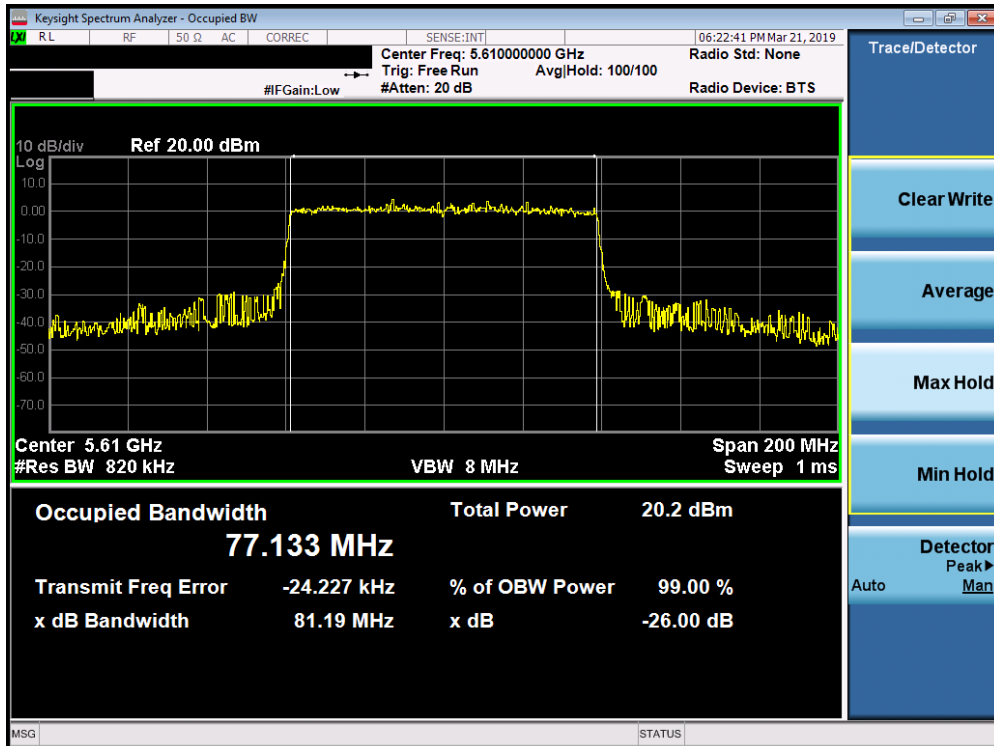 Keysight Spectrum Analyzer - Occupied BW
LXI RL RF 50 Ω AC CORREC SENSE:INT 06:22:41 PM Mar 21, 2019
Center Freq: 5.610000000 GHz Radio Std: None
Trig: Free Run Avg|Hold: 100/100
#IFGain:Low #Atten: 20 dB Radio Device: BTS
Trace/Detector
10 dB/div Ref 20.00 dBm
Log
10.0
0.00
-10.0
-20.0
-30.0
-40.0
-50.0
-60.0
-70.0
Center 5.61 GHz Span 200 MHz
#Res BW 820 kHz VBW 8 MHz Sweep 1 ms
Occupied Bandwidth Total Power 20.2 dBm
77.133 MHz
Transmit Freq Error -24.227 kHz % of OBW Power 99.00 %
x dB Bandwidth 81.19 MHz x dB -26.00 dB
Clear Write
Average
Max Hold
Min Hold
Detector
Peak▶
Auto Man
MSG STATUS